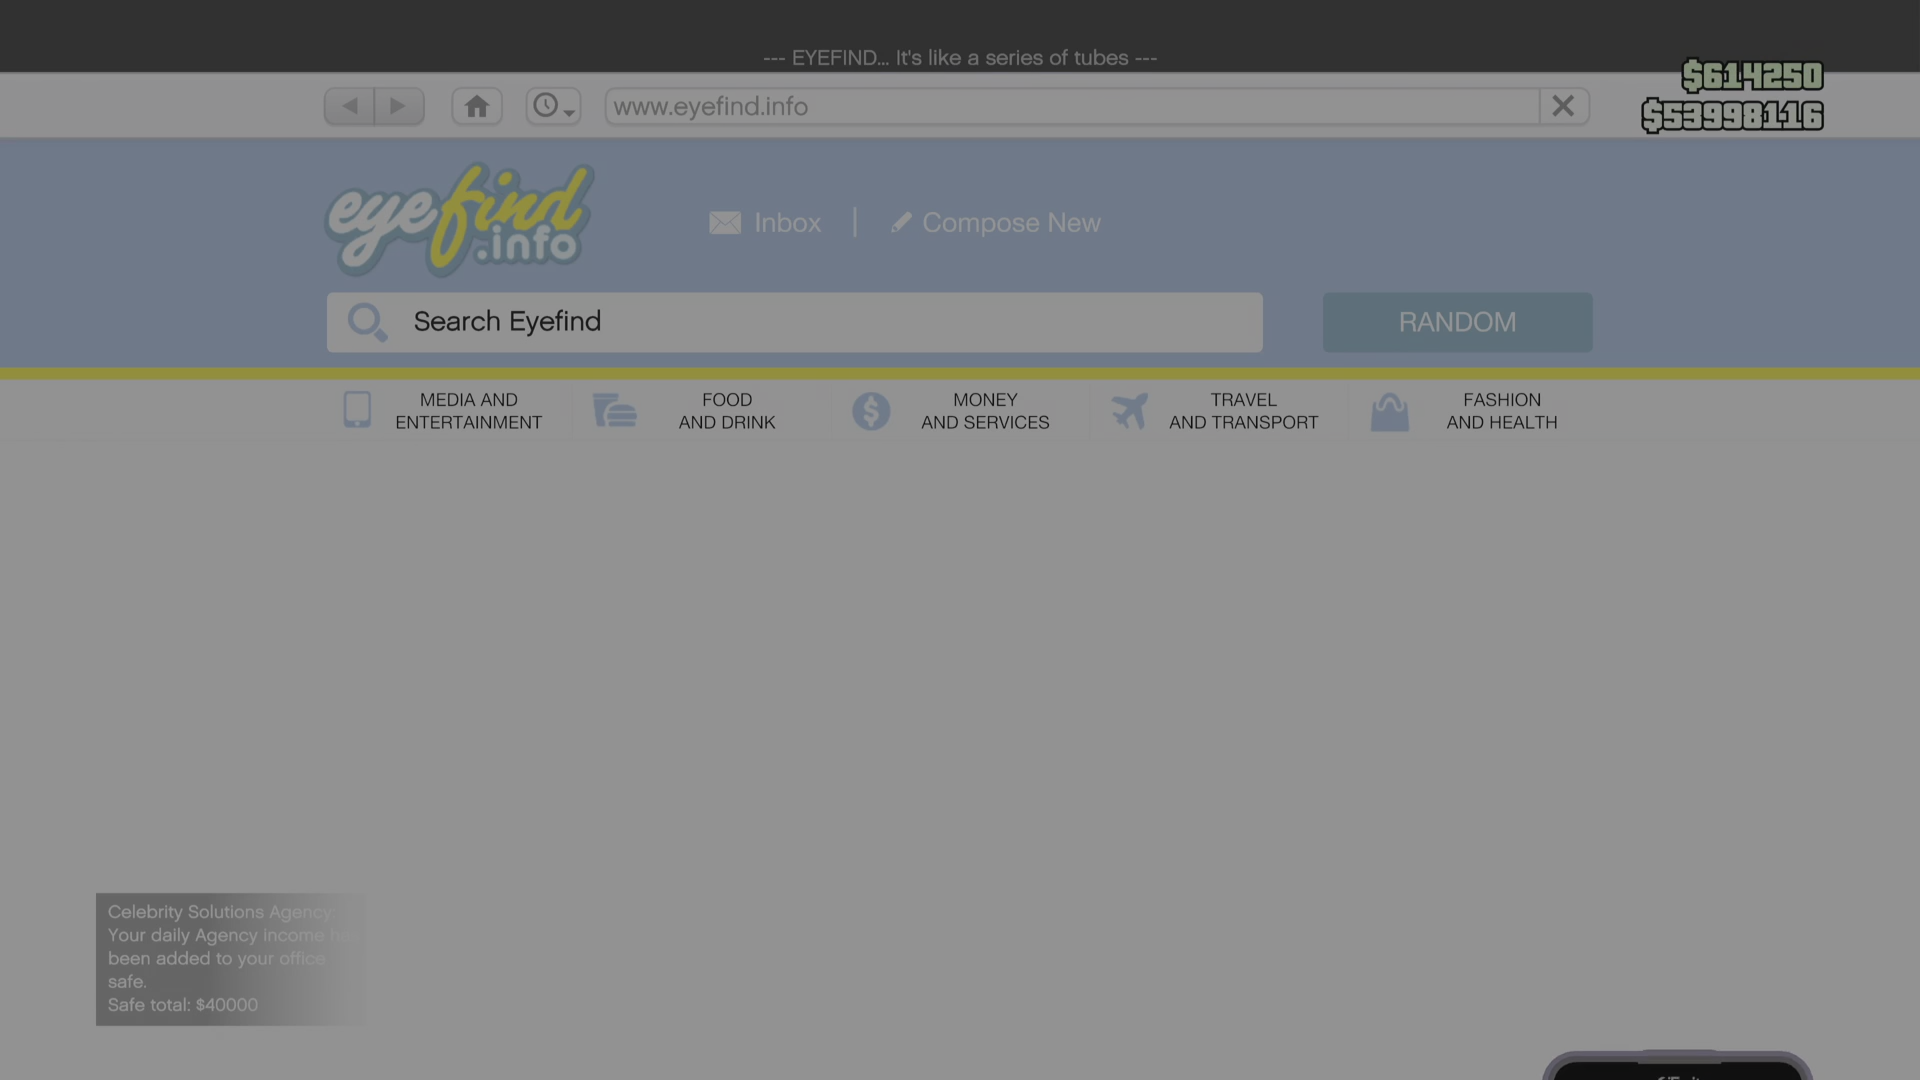 --- EYEFIND... It's like a series of tubes ---
$614250
www.eyefind.info
$53998116
eyefind
.info
Inbox
Compose New
Search Eyefind
RANDOM
MEDIA AND
ENTERTAINMENT
FOOD
AND DRINK
MONEY
AND SERVICES
TRAVEL
AND TRANSPORT
FASHION
AND HEALTH
Celebrity Solutions Agency:
Your daily Agency income has
been added to your office
safe.
Safe total: $40000